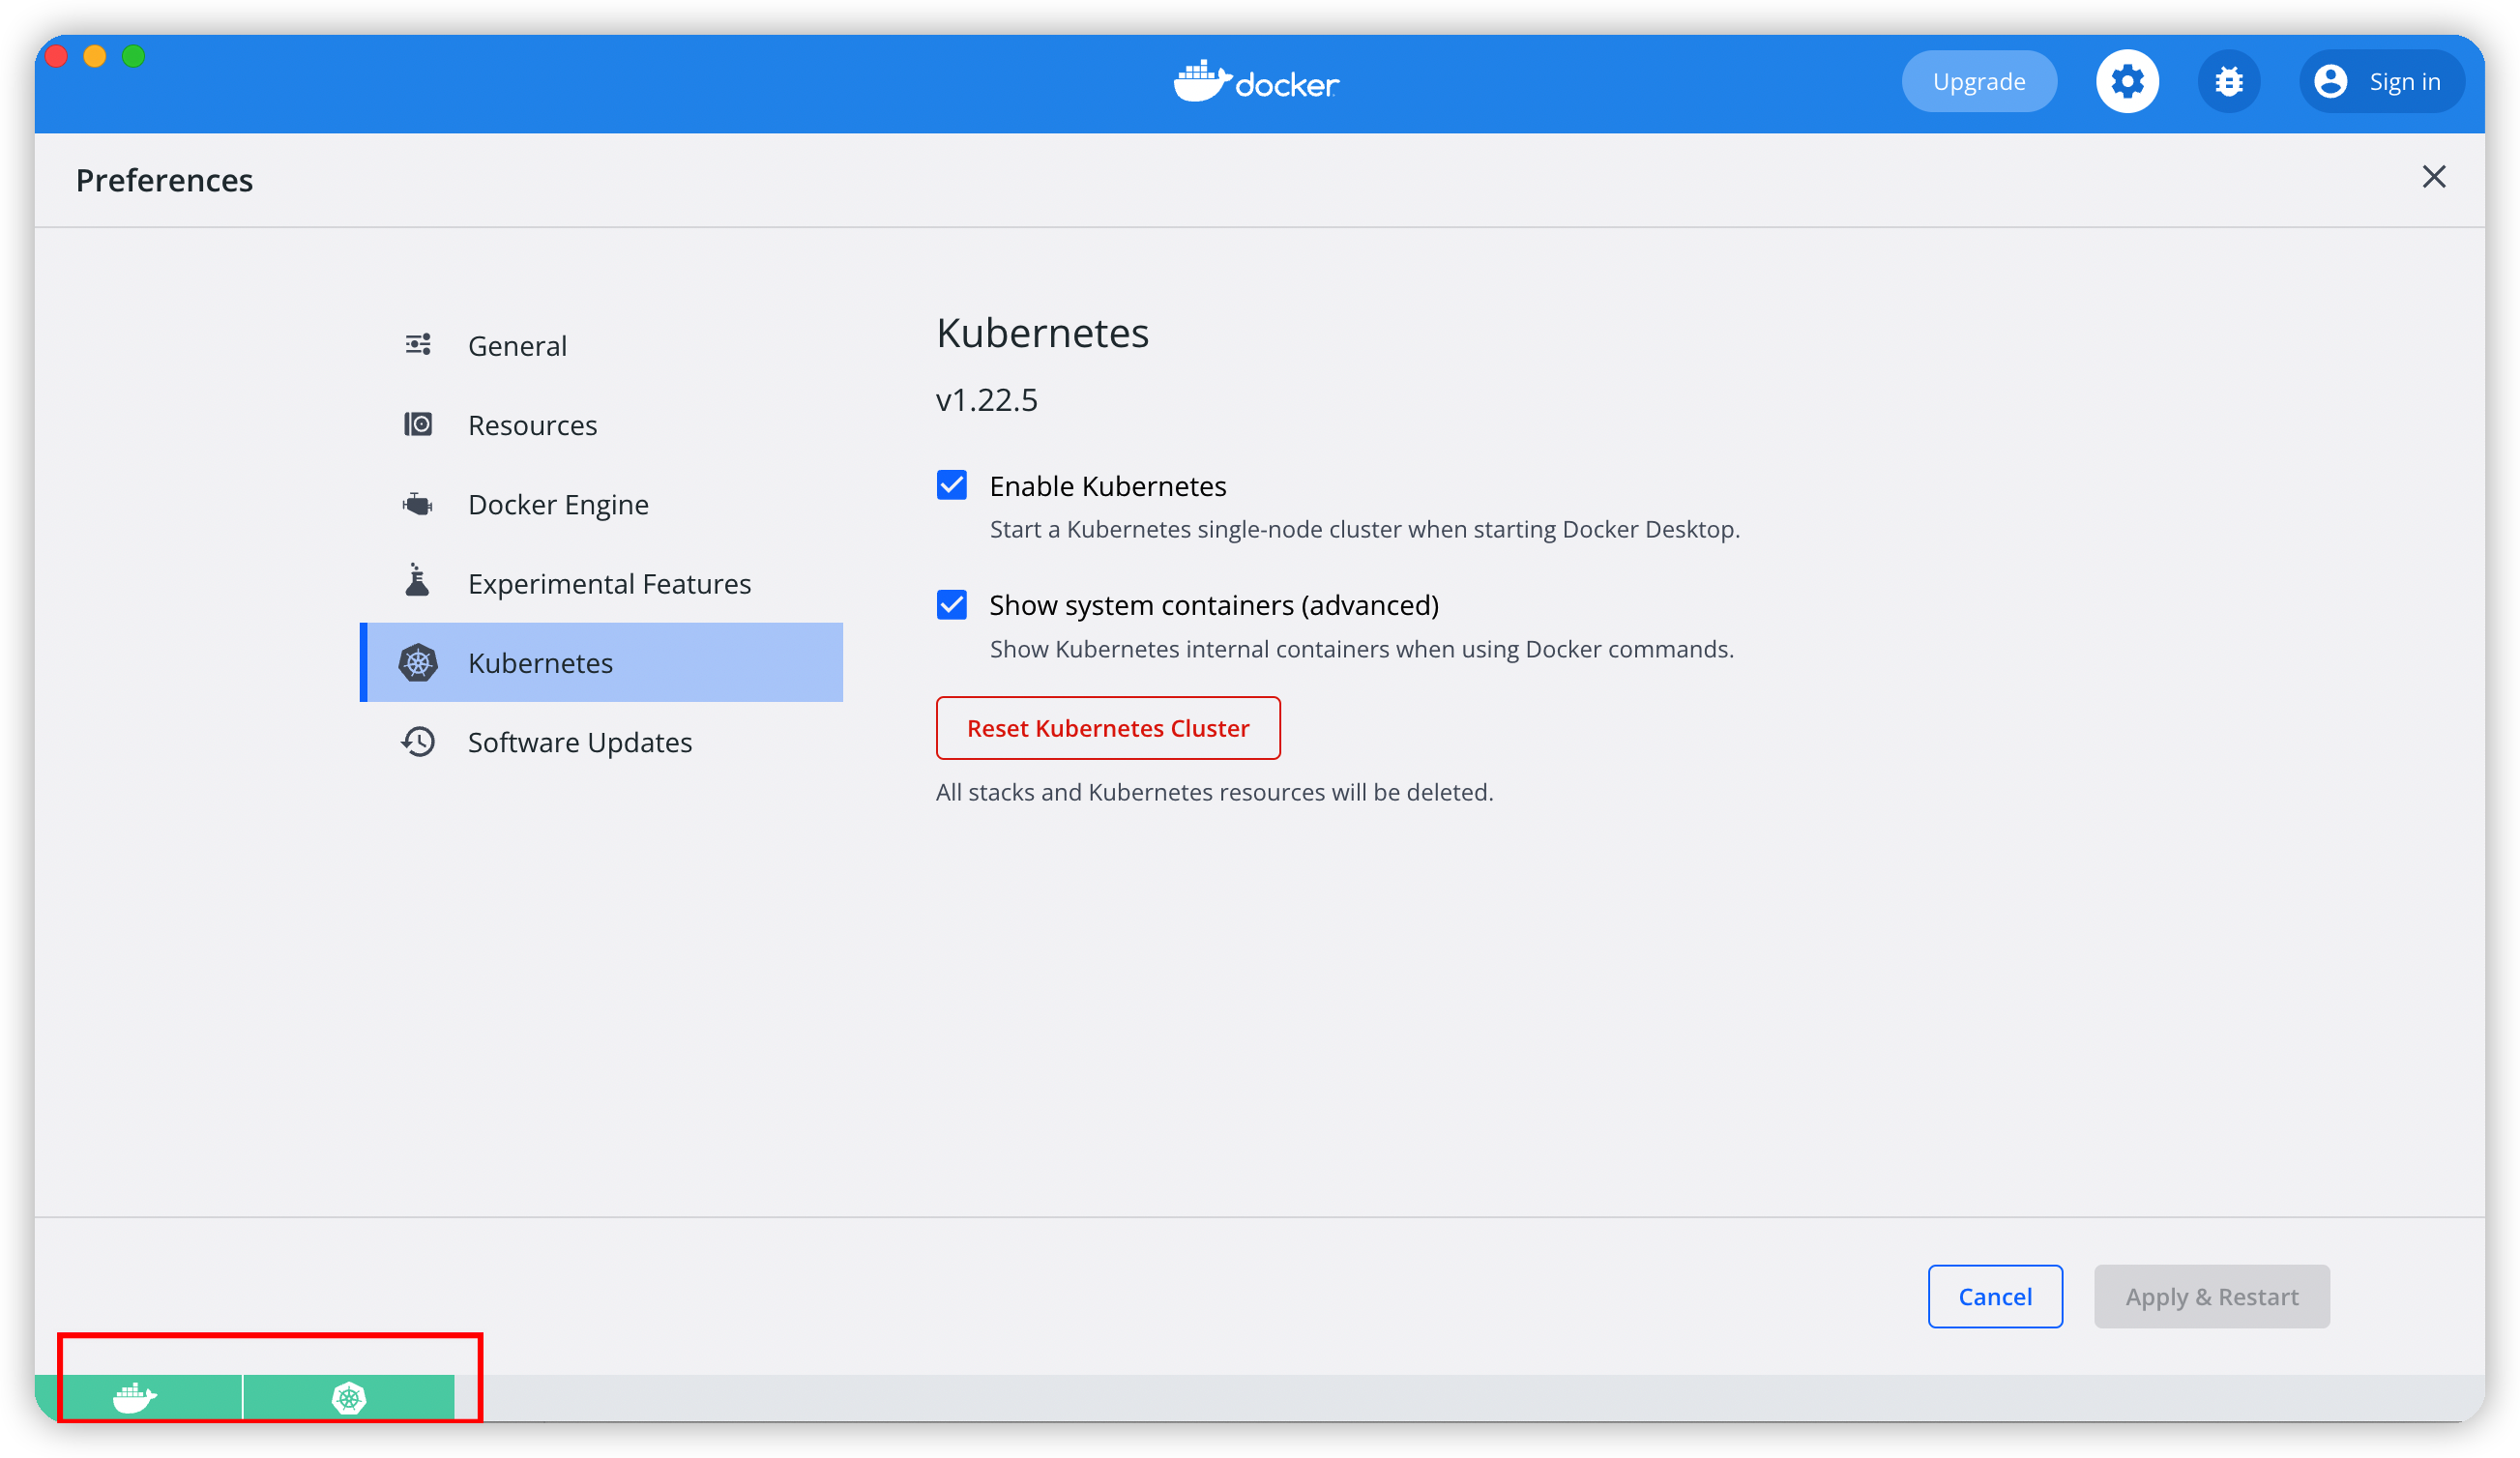 docker
Upgrade
Sign in
Preferences
General
Resources
Docker Engine
Experimental Features
Kubernetes
Software Updates
Kubernetes
v1.22.5
Enable Kubernetes
Start a Kubernetes single-node cluster when starting Docker Desktop.
Show system containers (advanced)
Show Kubernetes internal containers when using Docker commands.
Reset Kubernetes Cluster
All stacks and Kubernetes resources will be deleted.
Cancel
Apply & Restart